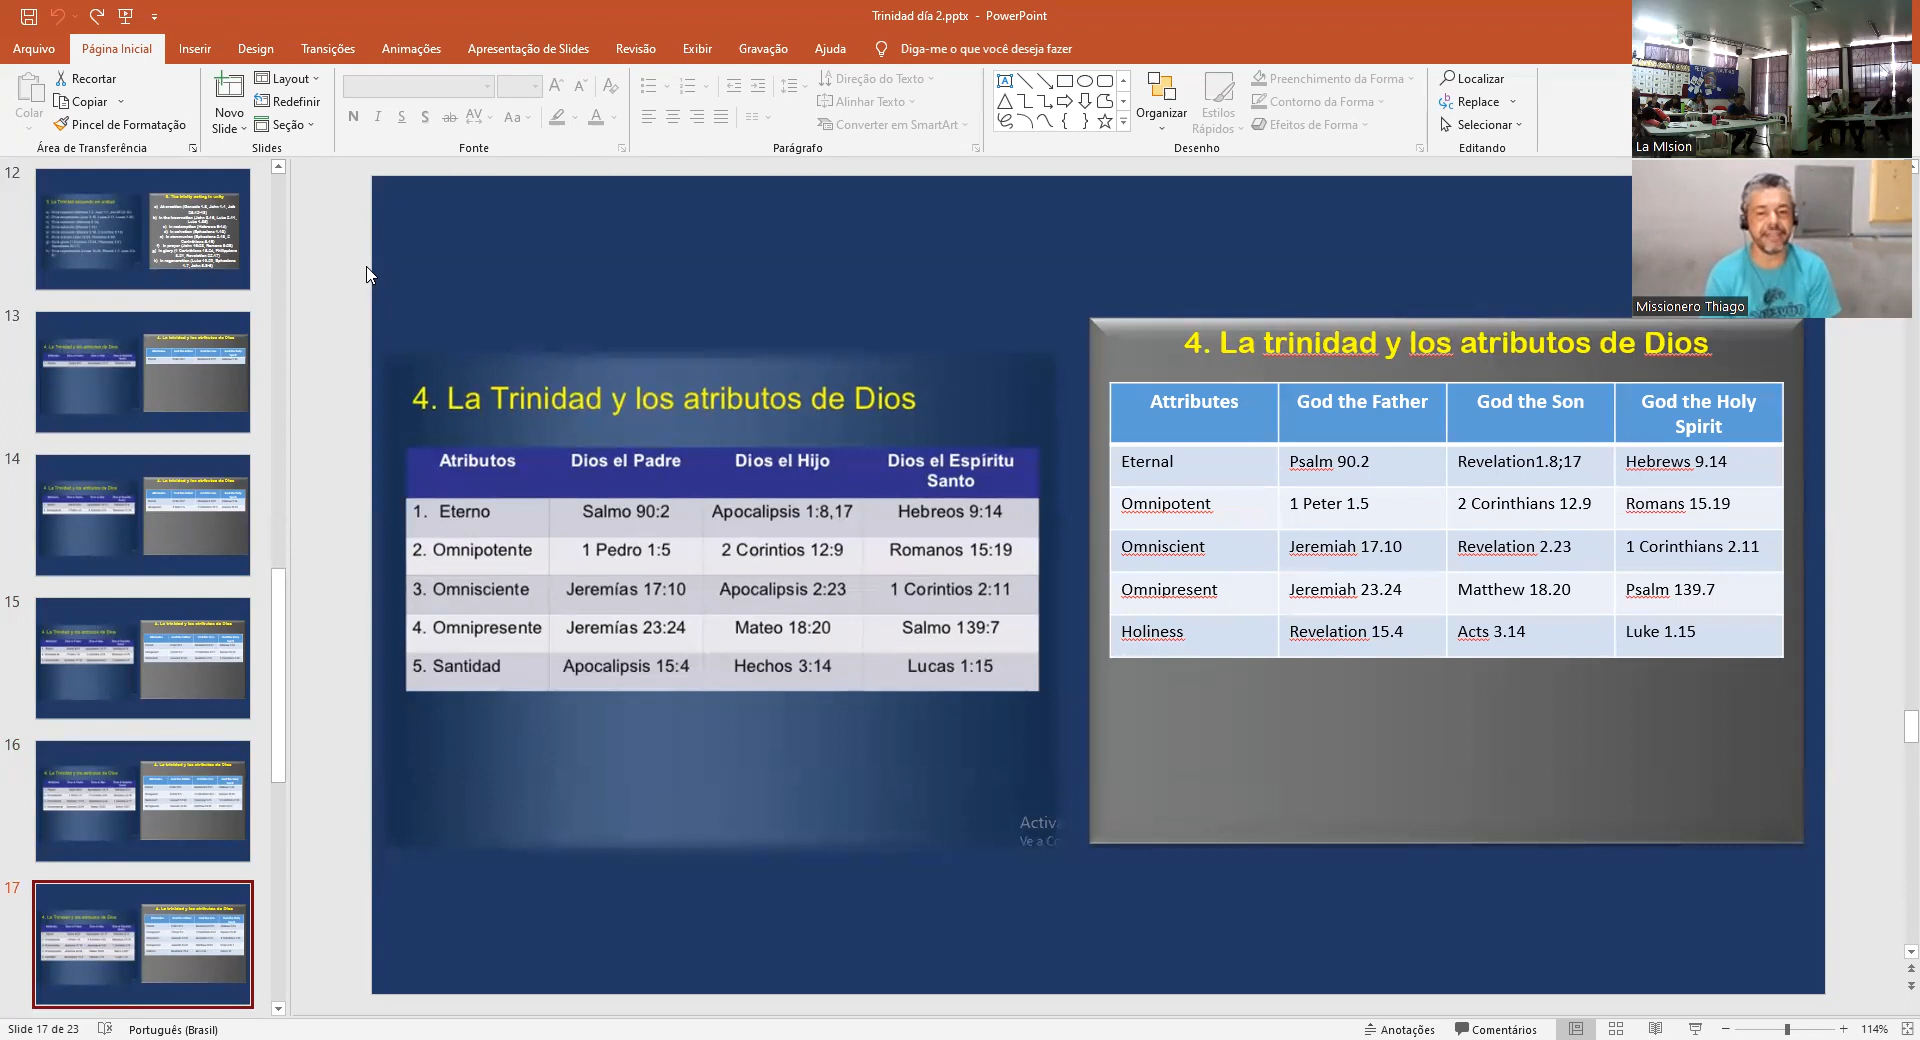 Trinidad día 2.pptx - PowerPoint
Arquivo Página Inicial Inserir Design Transições Animações Apresentação de Slides Revisão Exibir Gravação Ajuda Diga-me o que você deseja fazer
Colar
Recortar
Copiar
Pincel de Formatação
Área de Transferência
Novo
Slide
Layout
Redefinir
Seção
Slides
N I S S ab AV Aa A
Fonte
Direção do Texto
Alinhar Texto
Converter em SmartArt
Parágrafo
Organizar
Estilos
Rápidos
Preenchimento da Forma
Contorno da Forma
Efeitos de Forma
Desenho
Localizar
Replace
Selecionar
Editando
La MIsion
Missionero Thiago
12
13
14
15
16
17
4. La Trinidad y los atributos de Dios
Atributos Dios el Padre Dios el Hijo Dios el Espíritu
Santo
1. Eterno Salmo 90:2 Apocalipsis 1:8,17 Hebreos 9:14
2. Omnipotente 1 Pedro 1:5 2 Corintios 12:9 Romanos 15:19
3. Omnisciente Jeremías 17:10 Apocalipsis 2:23 1 Corintios 2:11
4. Omnipresente Jeremías 23:24 Mateo 18:20 Salmo 139:7
5. Santidad Apocalipsis 15:4 Hechos 3:14 Lucas 1:15
Activa
Ve a Co
4. La trinidad y los atributos de Dios
Attributes God the Father God the Son God the Holy
Spirit
Eternal Psalm 90.2 Revelation1.8;17 Hebrews 9.14
Omnipotent 1 Peter 1.5 2 Corinthians 12.9 Romans 15.19
Omniscient Jeremiah 17.10 Revelation 2.23 1 Corinthians 2.11
Omnipresent Jeremiah 23.24 Matthew 18.20 Psalm 139.7
Holiness Revelation 15.4 Acts 3.14 Luke 1.15
Slide 17 de 23 Português (Brasil) Anotações Comentários 114%